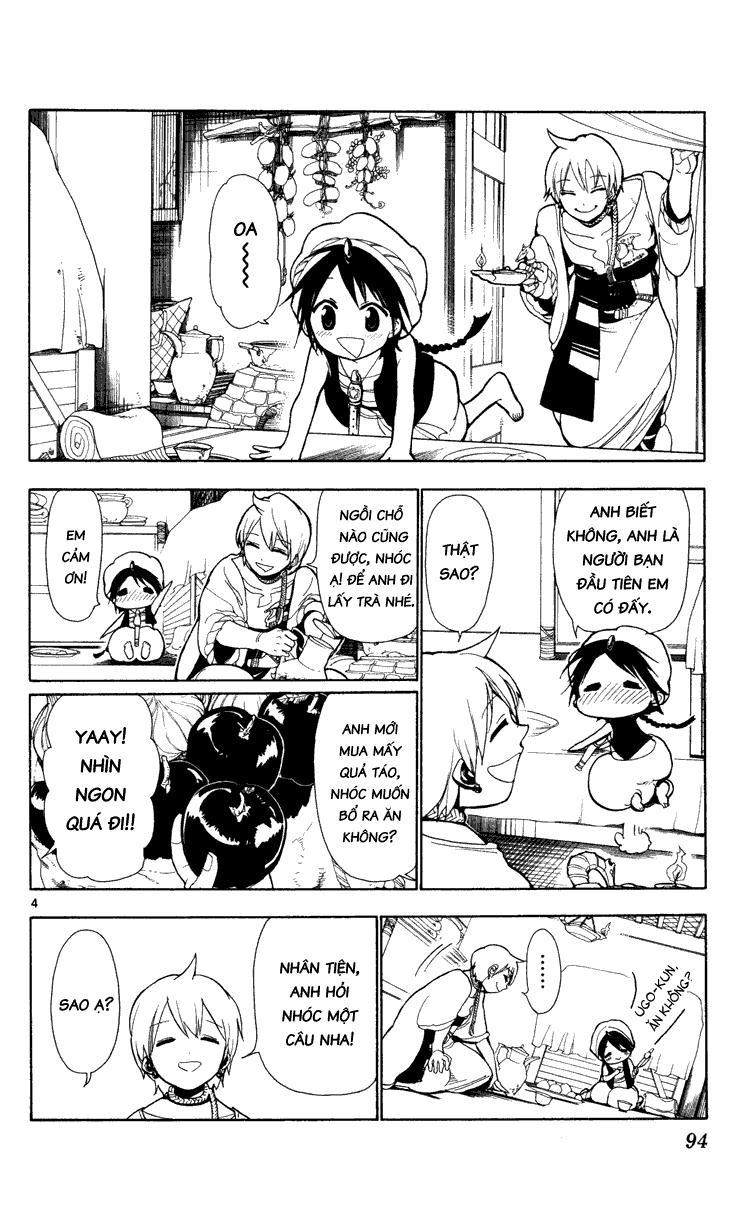 OA
~~~
ANH BIẾT
KHÔNG, ANH LÀ
NGƯỜI BẠN
ĐẦU TIÊN EM
CÓ ĐẤY.
THẬT
SAO?
NGỒI CHỖ
NÀO CŨNG
ĐƯỢC, NHÓC
Ạ! ĐỂ ANH ĐI
LẤY TRÀ NHÉ.
EM
CẢM
ƠN!
ANH MỚI
MUA MẤY
QUẢ TÁO,
NHÓC MUỐN
BỔ RA ĂN
KHÔNG?
YAAY!
NHÌN
NGON
QUÁ ĐI!!
4
UGO-KUN,
ĂN KHÔNG?
......
NHÂN TIỆN,
ANH HỎI
NHÓC MỘT
CÂU NHA!
SAO Ạ?
94